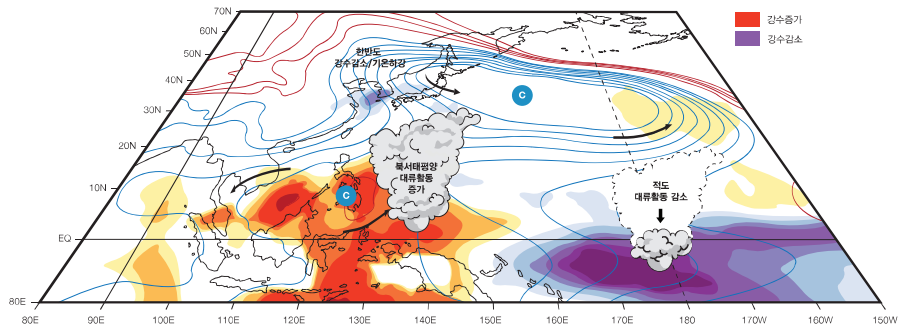 70N
60N
50N
40N
30N
20N
10N
EQ
80E
80E
90E
100E
110E
120E
130E
140E
150E
160E
170E
180
170W
160W
150W
강수증가
강수감소
한반도
강수감소/기온하강
C
C
북서태평양
대류활동
증가
적도
대류활동 감소